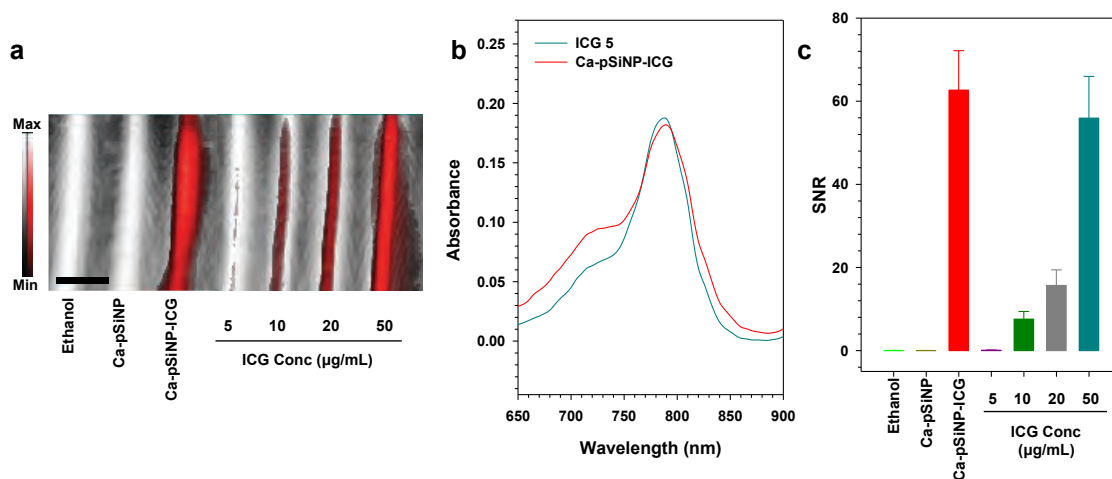 a
Max
Min
Ethanol
Ca-pSiNP
Ca-pSiNP-ICG
5 10 20 50
ICG Conc (µg/mL)
b
ICG 5
Ca-pSiNP-ICG
Absorbance
0.25
0.20
0.15
0.10
0.05
0.00
650 700 750 800 850 900
Wavelength (nm)
c
SNR
80
60
40
20
0
Ethanol
Ca-pSiNP
Ca-pSiNP-ICG
5 10 20 50
ICG Conc
(µg/mL)